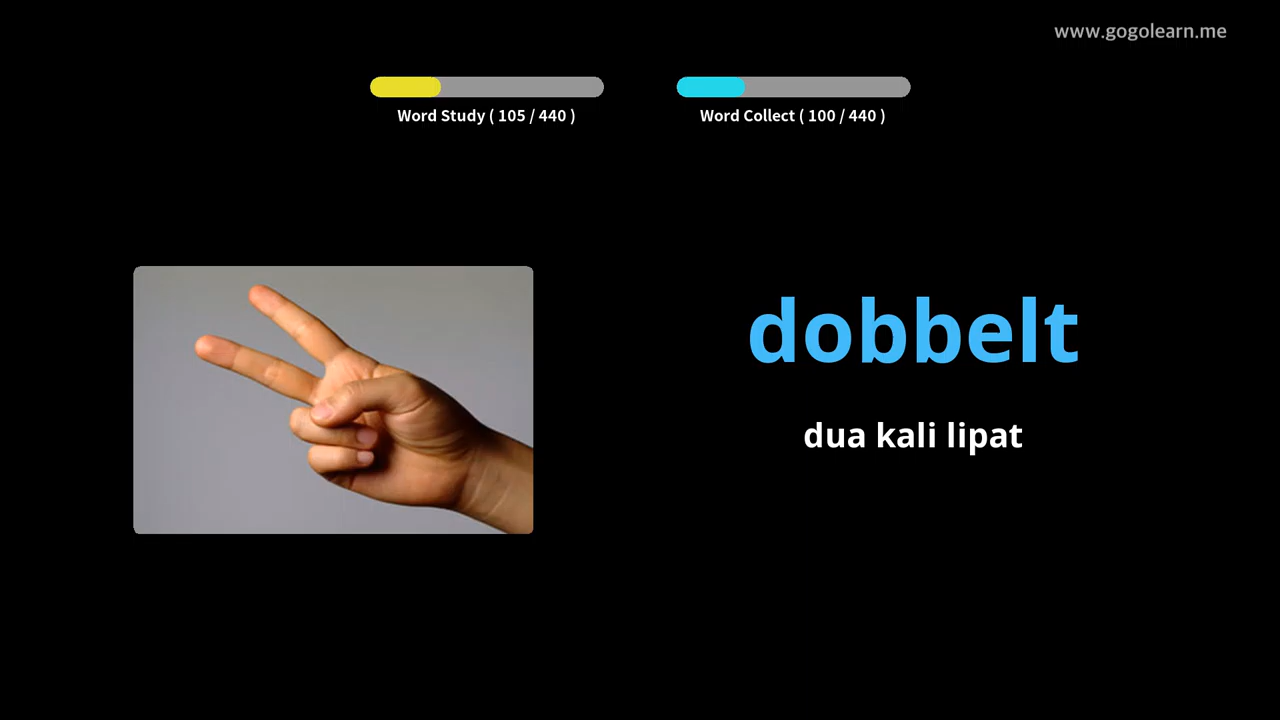 www.gogolearn.me
Word Study ( 105 / 440 )
Word Collect ( 100 / 440 )
dobbelt
dua kali lipat